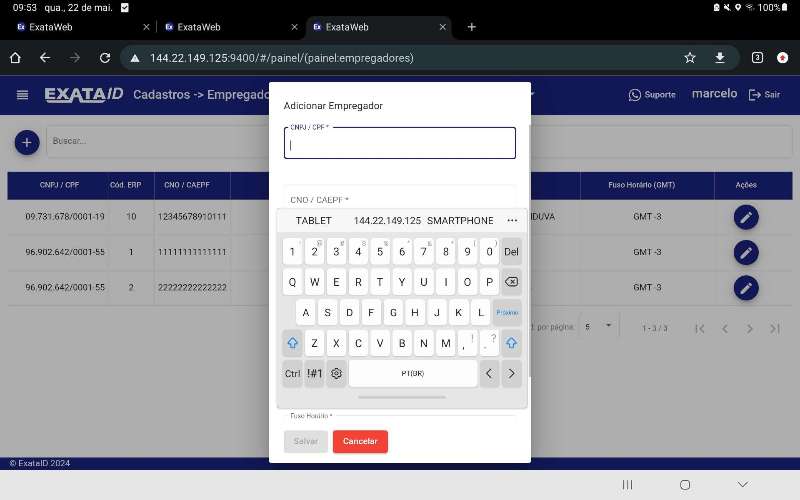 09:53 qua., 22 de mai. 100%
ExataWeb ExataWeb ExataWeb
144.22.149.125:9400/#/painel/(painel:empregadores) 3
EXATAID Cadastros -> Empregado Suporte marcelo Sair
Buscar...
CNPJ / CPF Cód. ERP CNO / CAEPF Fuso Horário (GMT) Ações
09.731.678/0001-19 10 12345678910111 DUVA GMT -3
96.902.642/0001-55 1 11111111111111 GMT -3
96.902.642/0001-55 2 22222222222222 GMT -3
por página: 5 1 - 3 / 3
Adicionar Empregador
CNPJ / CPF *
CNO / CAEPF *
TABLET 144.22.149.125 SMARTPHONE ...
1 2 3 4 5 6 7 8 9 0 Del
Q W E R T Y U I O P
A S D F G H J K L Próximo
Z X C V B N M , ! . ?
Ctrl !#1 PT(BR) < >
Fuso Horário *
Salvar Cancelar
© ExataID 2024